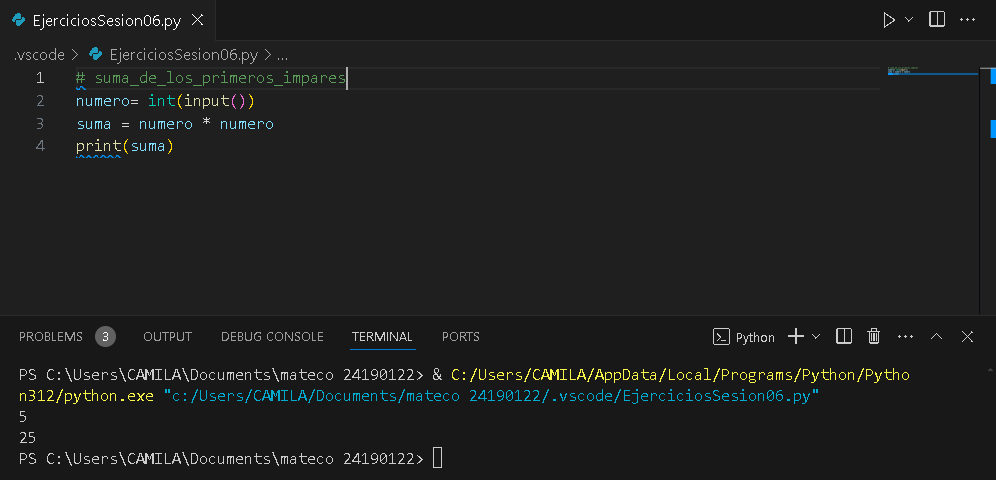 EjerciciosSesion06.py
.vscode > EjerciciosSesion06.py > ...
1 # suma_de_los_primeros_impares
2 numero= int(input())
3 suma = numero * numero
4 print(suma)
PROBLEMS 3 OUTPUT DEBUG CONSOLE TERMINAL PORTS Python
PS C:\Users\CAMILA\Documents\mateco 24190122> & C:/Users/CAMILA/AppData/Local/Programs/Python/Pytho
n312/python.exe "c:/Users/CAMILA/Documents/mateco 24190122/.vscode/EjerciciosSesion06.py"
5
25
PS C:\Users\CAMILA\Documents\mateco 24190122>